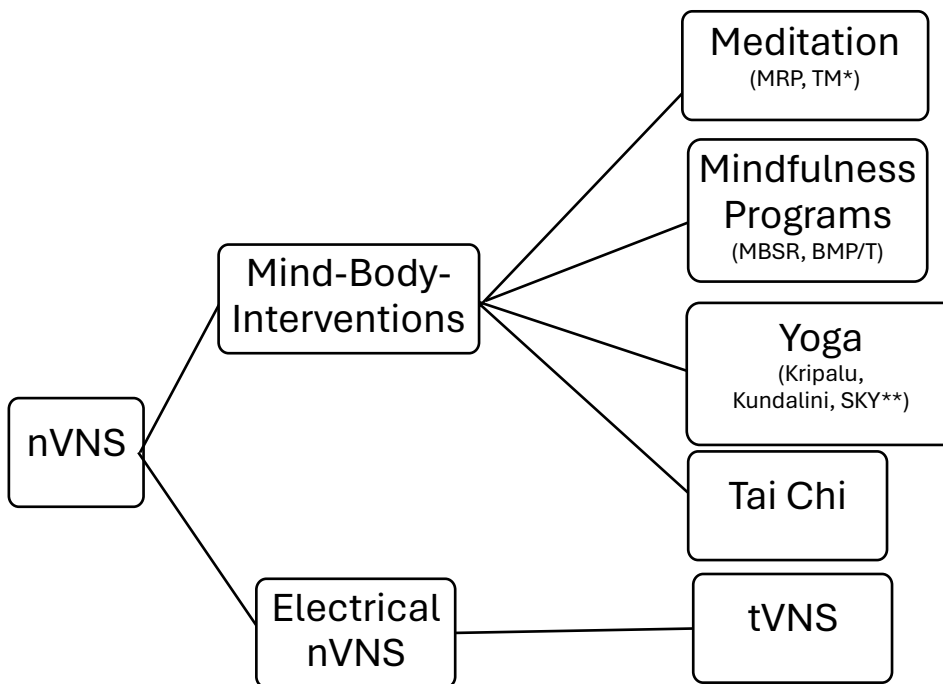 Meditation
(MRP, TM*)
Mindfulness
Programs
(MBSR, BMP/T)
Mind-Body-
Interventions
Yoga
(Kripalu,
Kundalini, SKY**)
nVNS
Tai Chi
Electrical
nVNS
tVNS